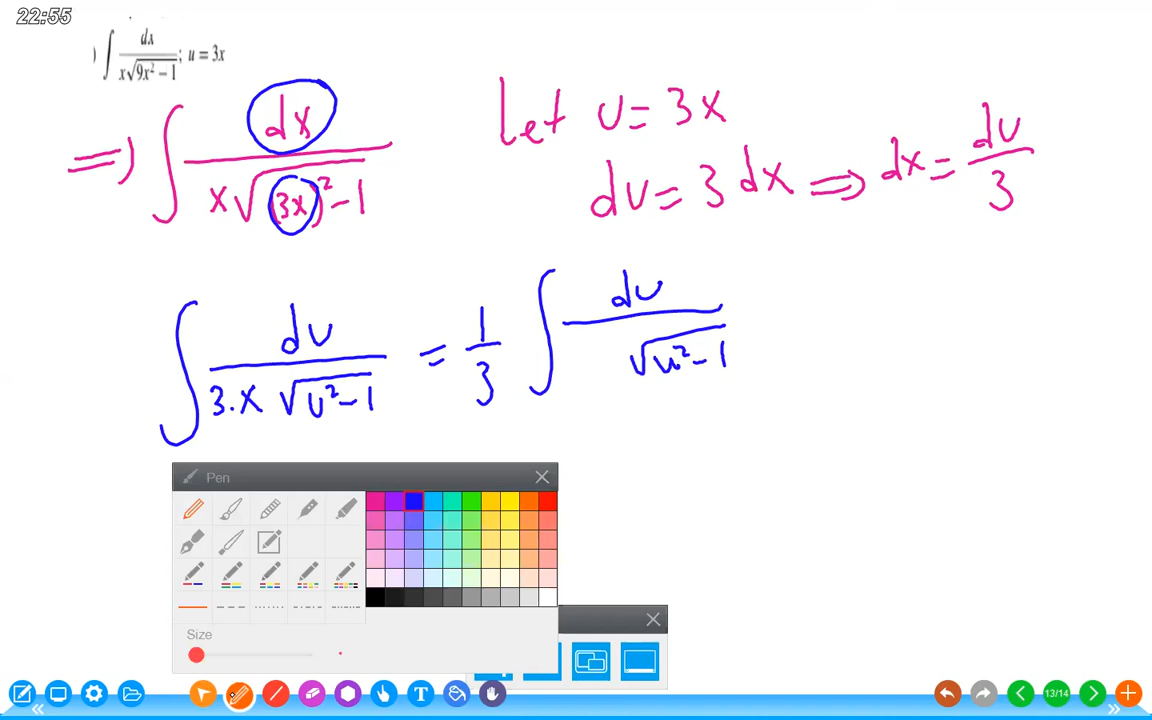 22:55
) ∫ dx / x√9x² − 1 ; u = 3x
=> ∫ dx / x√(3x)² - 1
Let u = 3x
du = 3 dx => dx = du / 3
∫ du / 3.x √u² - 1 = 1/3 ∫ du / √u² - 1
Pen
Size
T
13/14